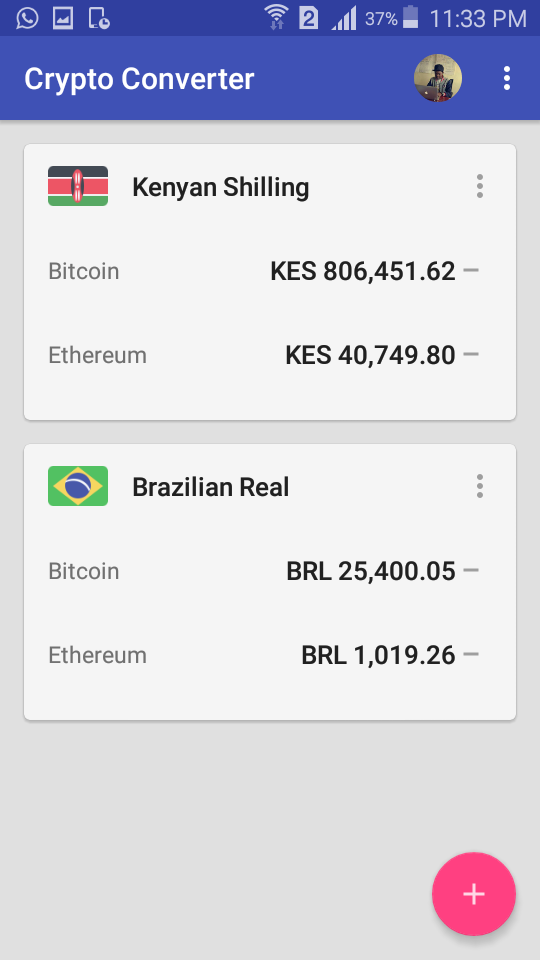 2 37% 11:33 PM
Crypto Converter
Kenyan Shilling
Bitcoin KES 806,451.62 –
Ethereum KES 40,749.80 –
Brazilian Real
Bitcoin BRL 25,400.05 –
Ethereum BRL 1,019.26 –
+